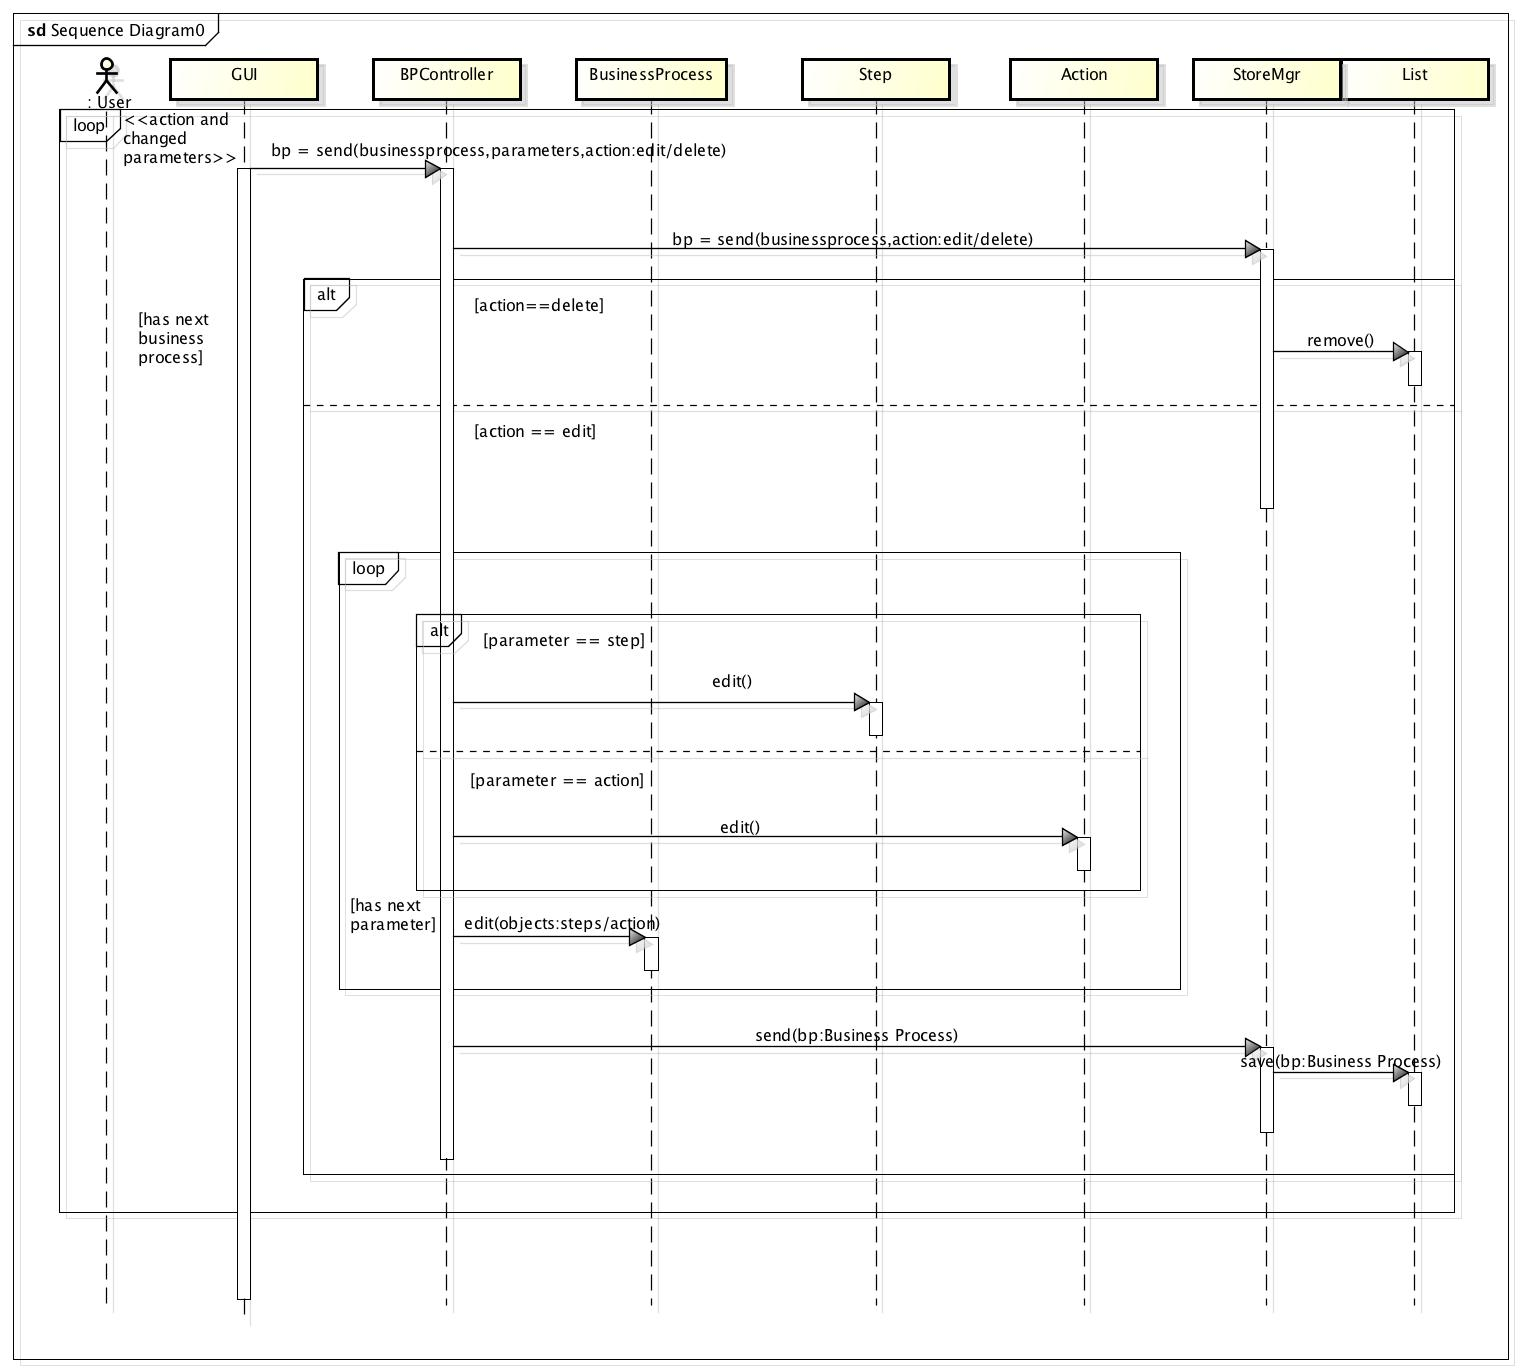 sd Sequence Diagram0
GUI
BPController
BusinessProcess
Step
Action
StoreMgr
List
: User
loop
<<action and
changed
parameters>>
bp = send(businessprocess,parameters,action:edit/delete)
bp = send(businessprocess,action:edit/delete)
alt
[action==delete]
[has next
business
process]
remove()
[action == edit]
loop
alt
[parameter == step]
edit()
[parameter == action]
edit()
[has next
parameter]
edit(objects:steps/action)
send(bp:Business Process)
save(bp:Business Process)